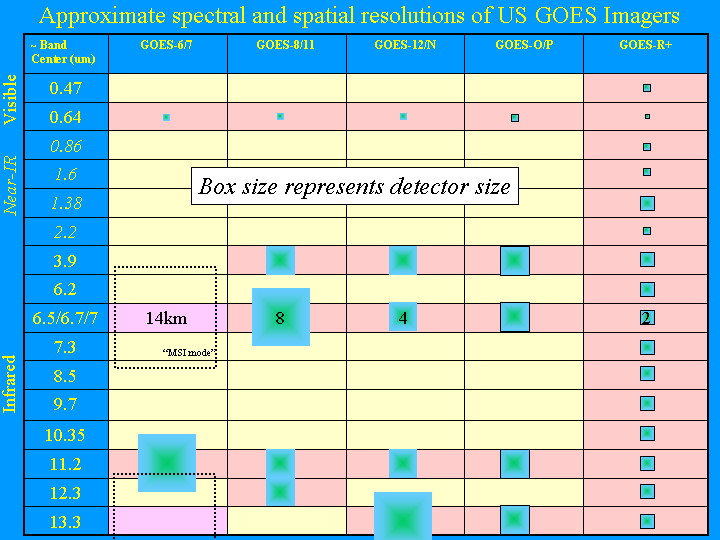 Approximate spectral and spatial resolutions of US GOES Imagers
~ Band
Center (um)
GOES-6/7
GOES-8/11
GOES-12/N
GOES-O/P
GOES-R+
Visible
0.47
0.64
Near-IR
0.86
1.6
Box size represents detector size
1.38
2.2
3.9
6.2
6.5/6.7/7
14km
8
4
2
Infrared
7.3
“MSI mode”
8.5
9.7
10.35
11.2
12.3
13.3